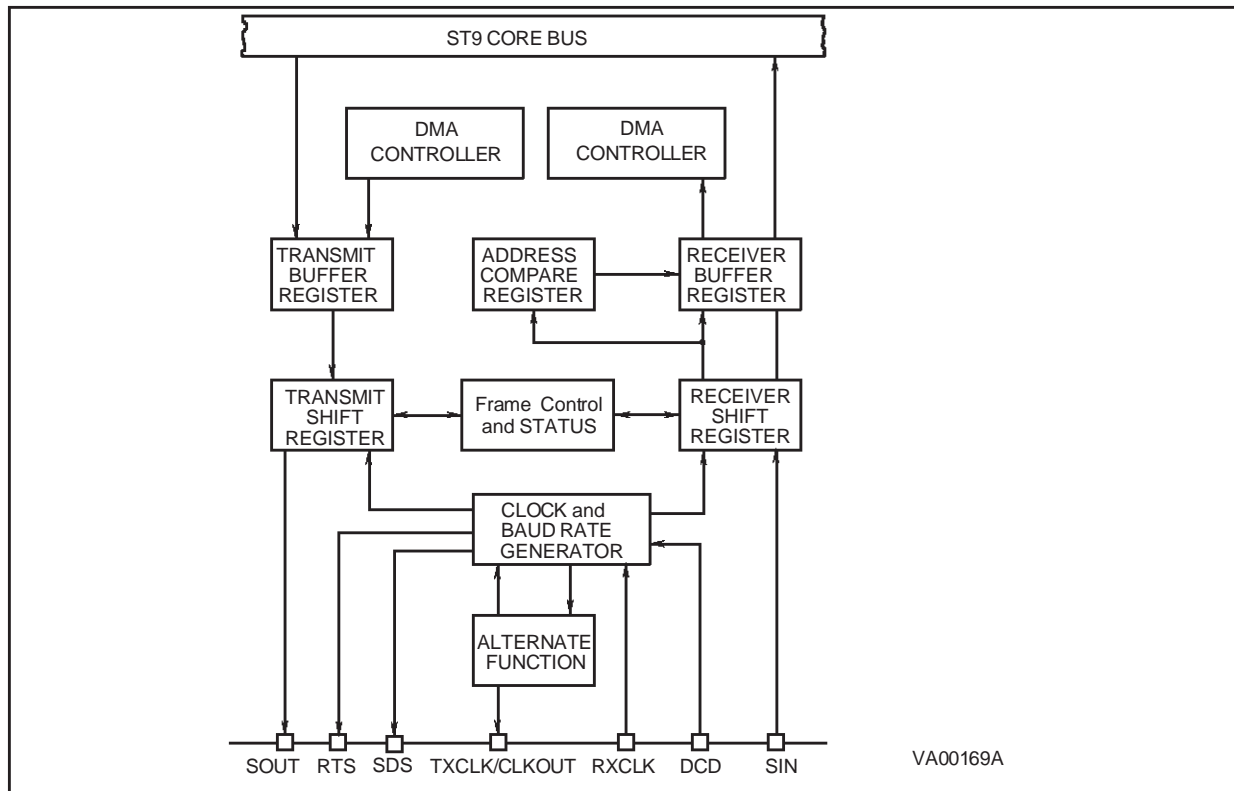 ST9 CORE BUS
DMA
CONTROLLER
DMA
CONTROLLER
TRANSMIT
BUFFER
REGISTER
ADDRESS
COMPARE
REGISTER
RECEIVER
BUFFER
REGISTER
TRANSMIT
SHIFT
REGISTER
Frame Control
and STATUS
RECEIVER
SHIFT
REGISTER
CLOCK and
BAUD RATE
GENERATOR
ALTERNATE
FUNCTION
SOUT RTS SDS TXCLK/CLKOUT RXCLK DCD SIN
VA00169A